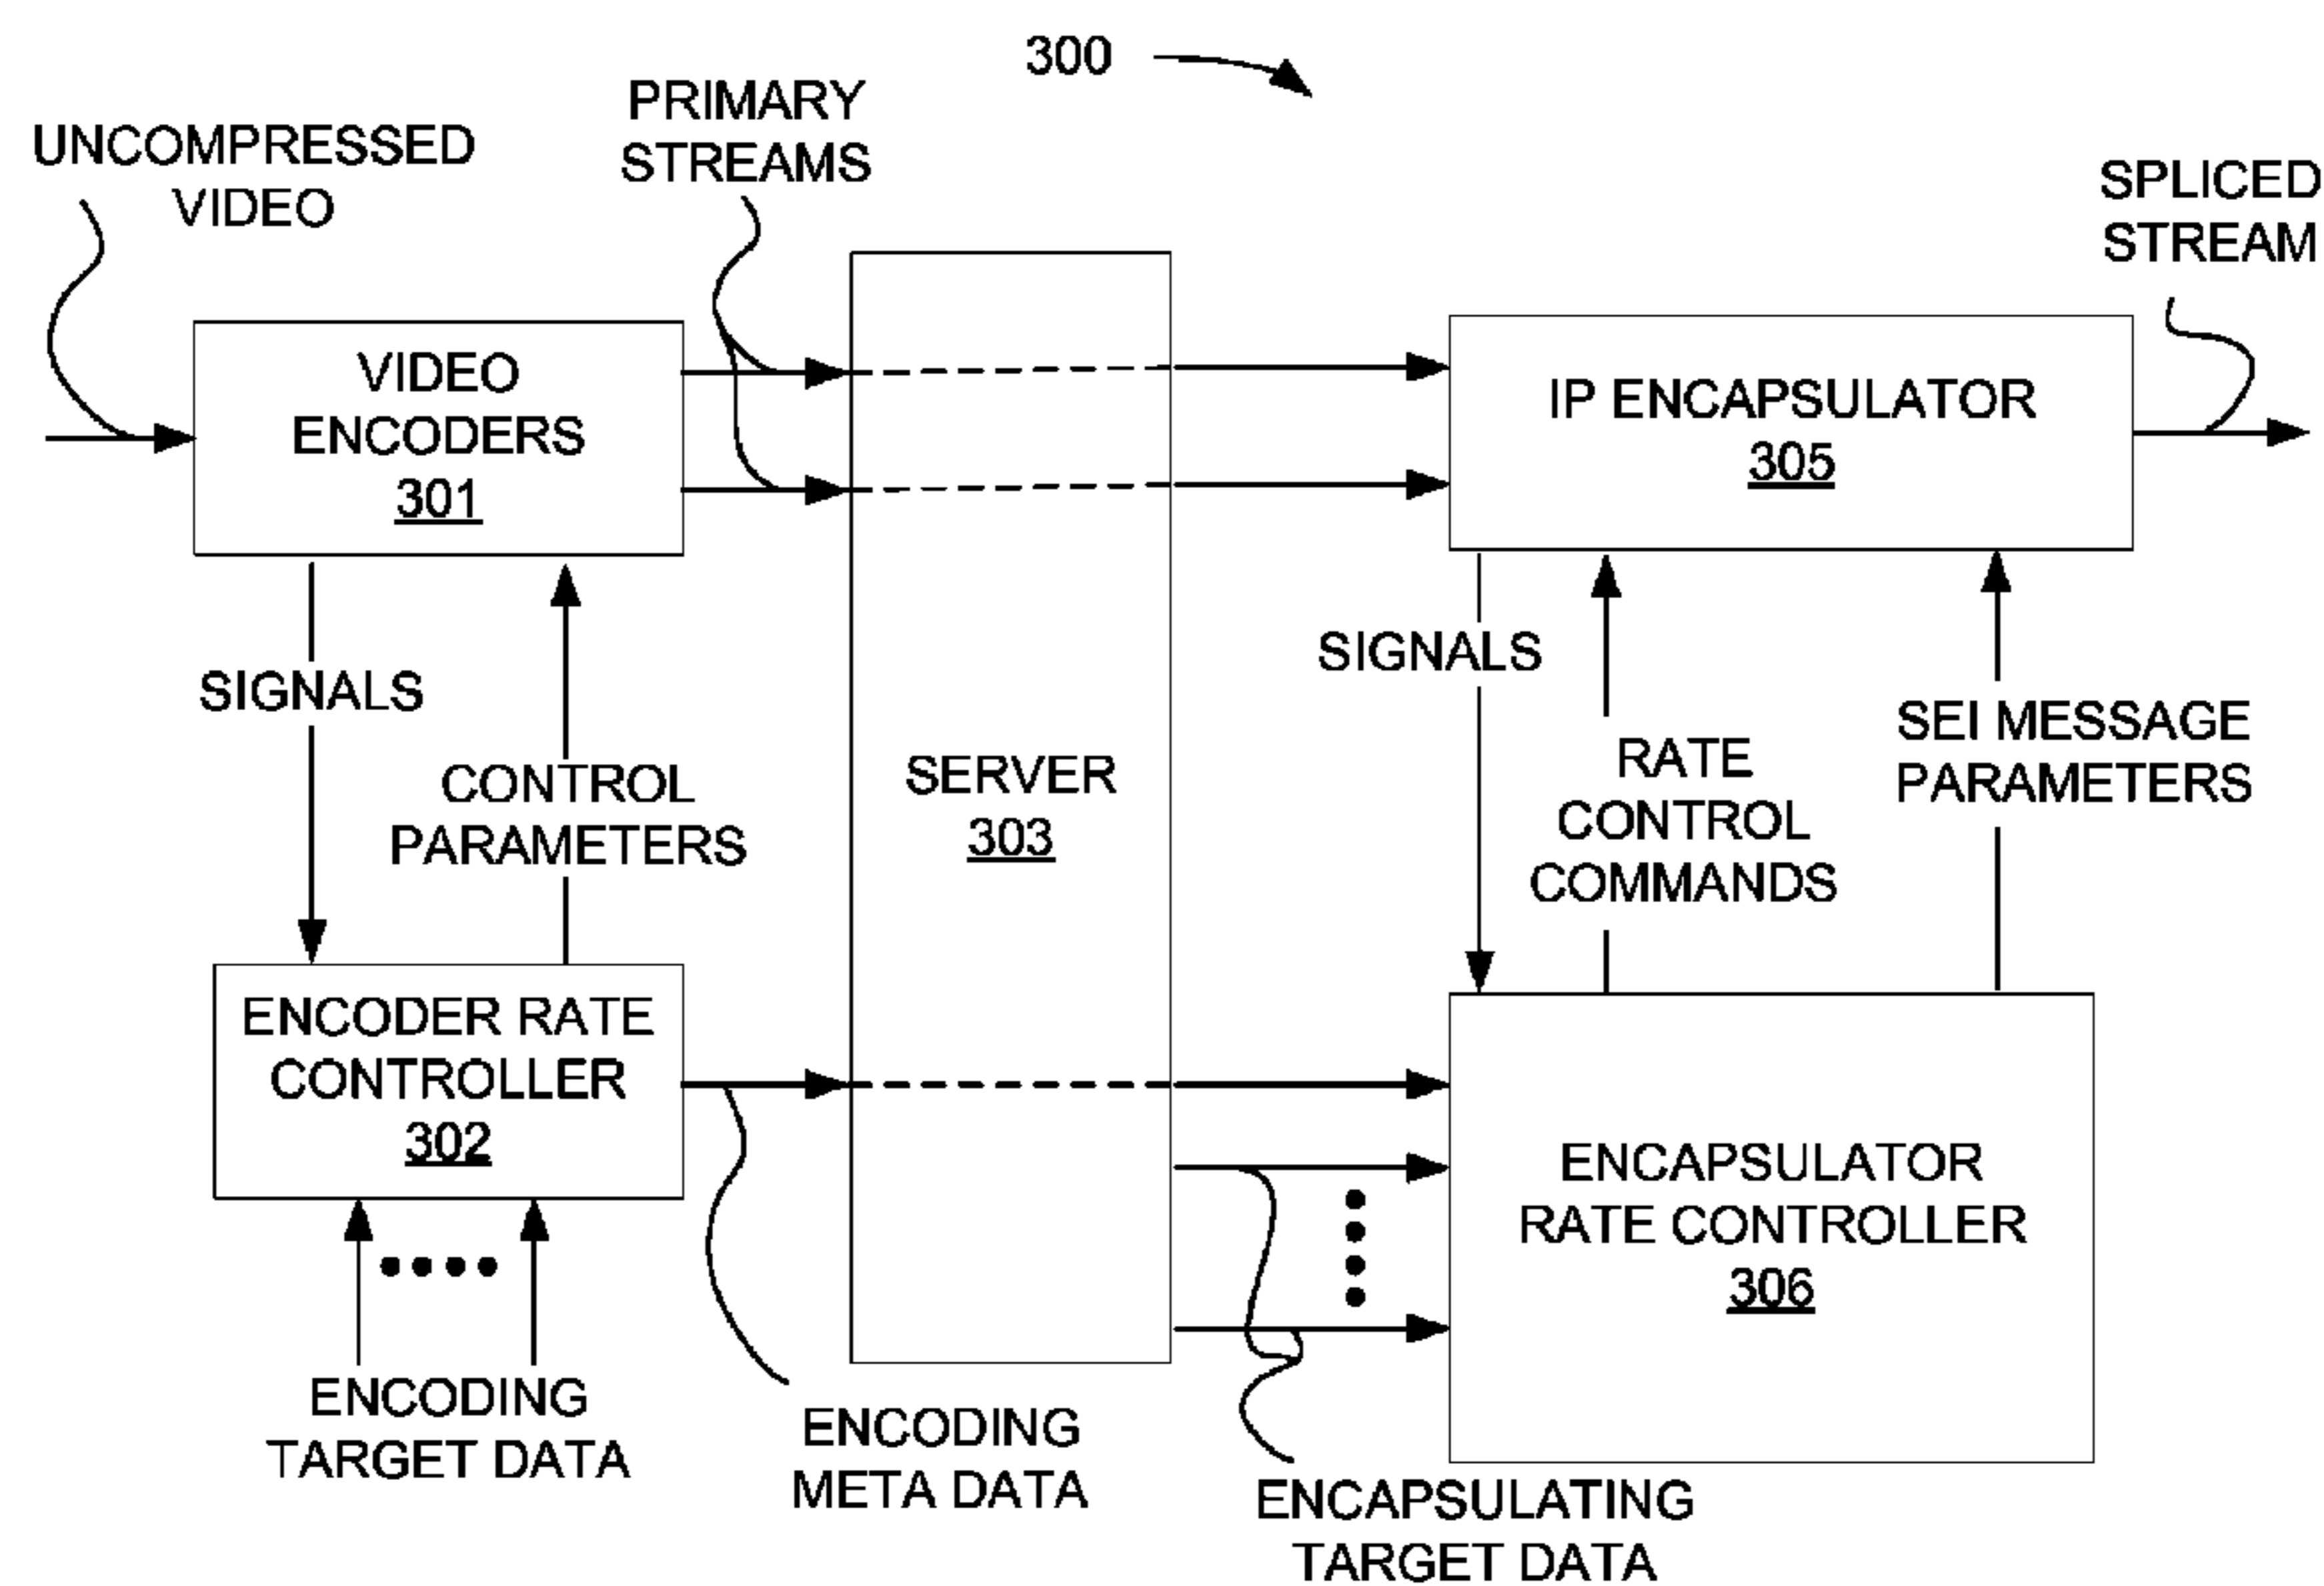 300
PRIMARY
STREAMS
UNCOMPRESSED
VIDEO
SPLICED
STREAM
VIDEO
ENCODERS
301
IP ENCAPSULATOR
305
SIGNALS
CONTROL
PARAMETERS
SERVER
303
SIGNALS
RATE
CONTROL
COMMANDS
SEI MESSAGE
PARAMETERS
ENCODER RATE
CONTROLLER
302
ENCAPSULATOR
RATE CONTROLLER
306
ENCODING
TARGET DATA
ENCODING
META DATA
ENCAPSULATING
TARGET DATA